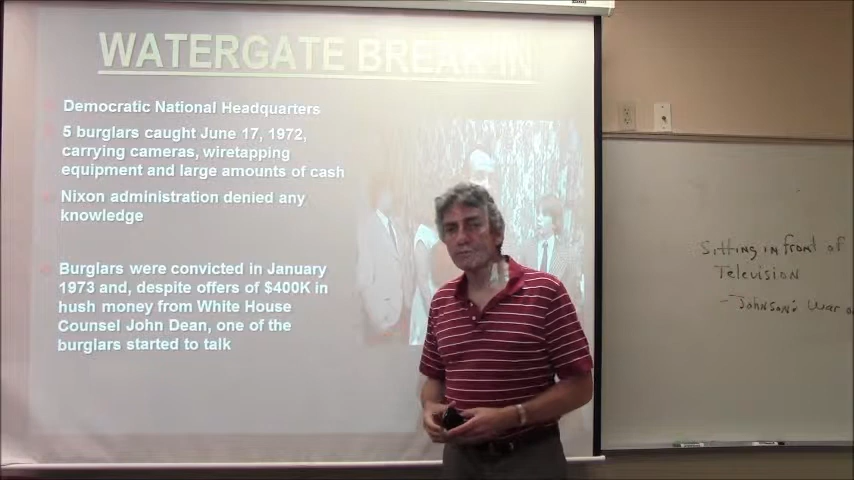 WATERGATE BREAK-IN
Democratic National Headquarters
5 burglars caught June 17, 1972,
carrying cameras, wiretapping
equipment and large amounts of cash
Nixon administration denied any
knowledge
Burglars were convicted in January
1973 and, despite offers of $400K in
hush money from White House
Counsel John Dean, one of the
burglars started to talk
Sitting in front of
Television
- Johnson: War